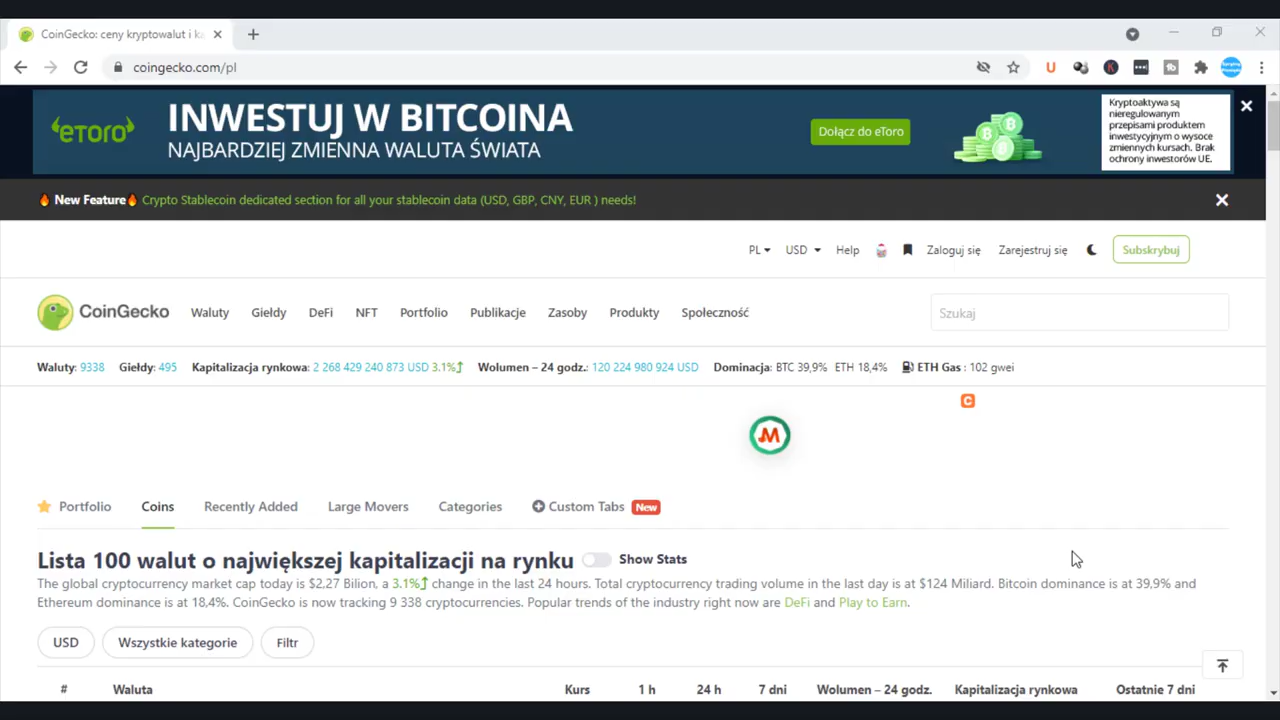 CoinGecko: ceny kryptowalut i ka
coingecko.com/pl
eToro
INWESTUJ W BITCOINA
NAJBARDZIEJ ZMIENNA WALUTA ŚWIATA
Dołącz do eToro
Kryptoaktywa są
nieregulowanym
przepisami produktem
inwestycyjnym o wysoce
zmiennych kursach. Brak
ochrony inwestorów UE.
New Feature Crypto Stablecoin dedicated section for all your stablecoin data (USD, GBP, CNY, EUR ) needs!
PL USD Help Zaloguj się Zarejestruj się Subskrybuj
CoinGecko Waluty Giełdy DeFi NFT Portfolio Publikacje Zasoby Produkty Społeczność Szukaj
Waluty: 9338 Giełdy: 495 Kapitalizacja rynkowa: 2 268 429 240 873 USD 3.1% Wolumen – 24 godz.: 120 224 980 924 USD Dominacja: BTC 39,9% ETH 18,4% ETH Gas : 102 gwei
C
M
Portfolio Coins Recently Added Large Movers Categories Custom Tabs New
Lista 100 walut o największej kapitalizacji na rynku Show Stats
The global cryptocurrency market cap today is $2,27 Bilion, a 3.1% change in the last 24 hours. Total cryptocurrency trading volume in the last day is at $124 Miliard. Bitcoin dominance is at 39,9% and
Ethereum dominance is at 18,4%. CoinGecko is now tracking 9 338 cryptocurrencies. Popular trends of the industry right now are DeFi and Play to Earn.
USD Wszystkie kategorie Filtr
# Waluta Kurs 1 h 24 h 7 dni Wolumen – 24 godz. Kapitalizacja rynkowa Ostatnie 7 dni